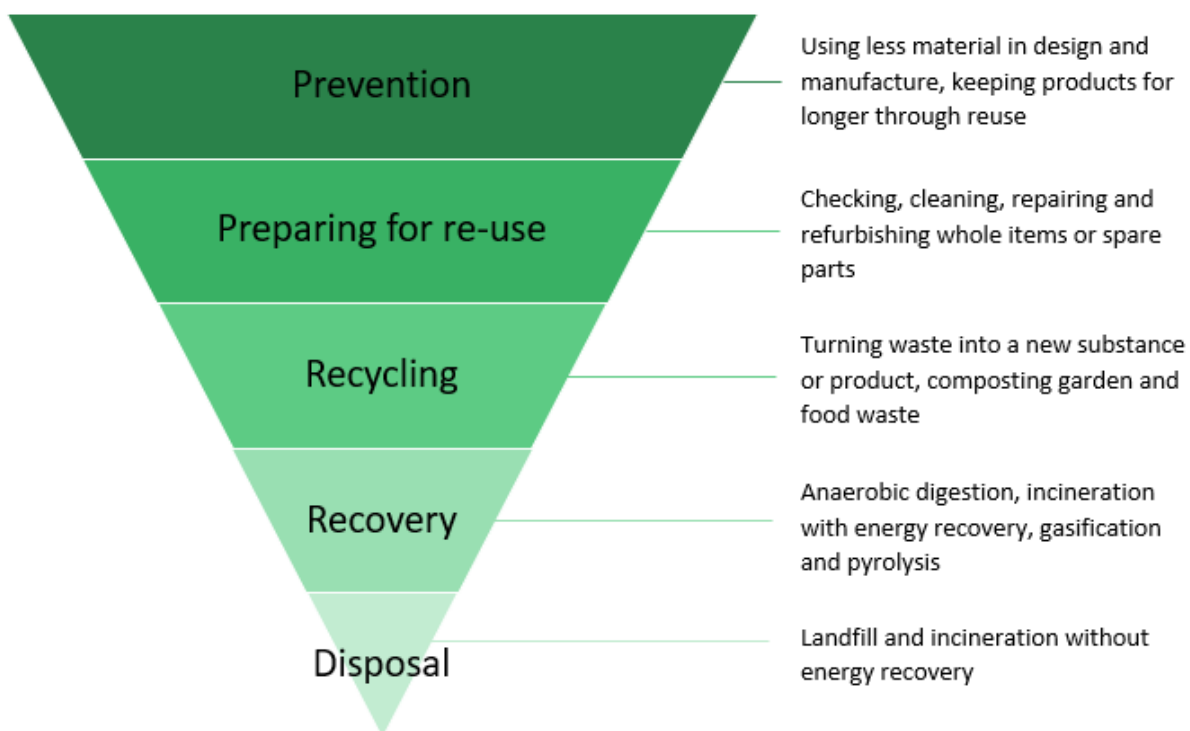 Prevention
Using less material in design and
manufacture, keeping products for
longer through reuse
Preparing for re-use
Checking, cleaning, repairing and
refurbishing whole items or spare
parts
Recycling
Turning waste into a new substance
or product, composting garden and
food waste
Recovery
Anaerobic digestion, incineration
with energy recovery, gasification
and pyrolysis
Disposal
Landfill and incineration without
energy recovery